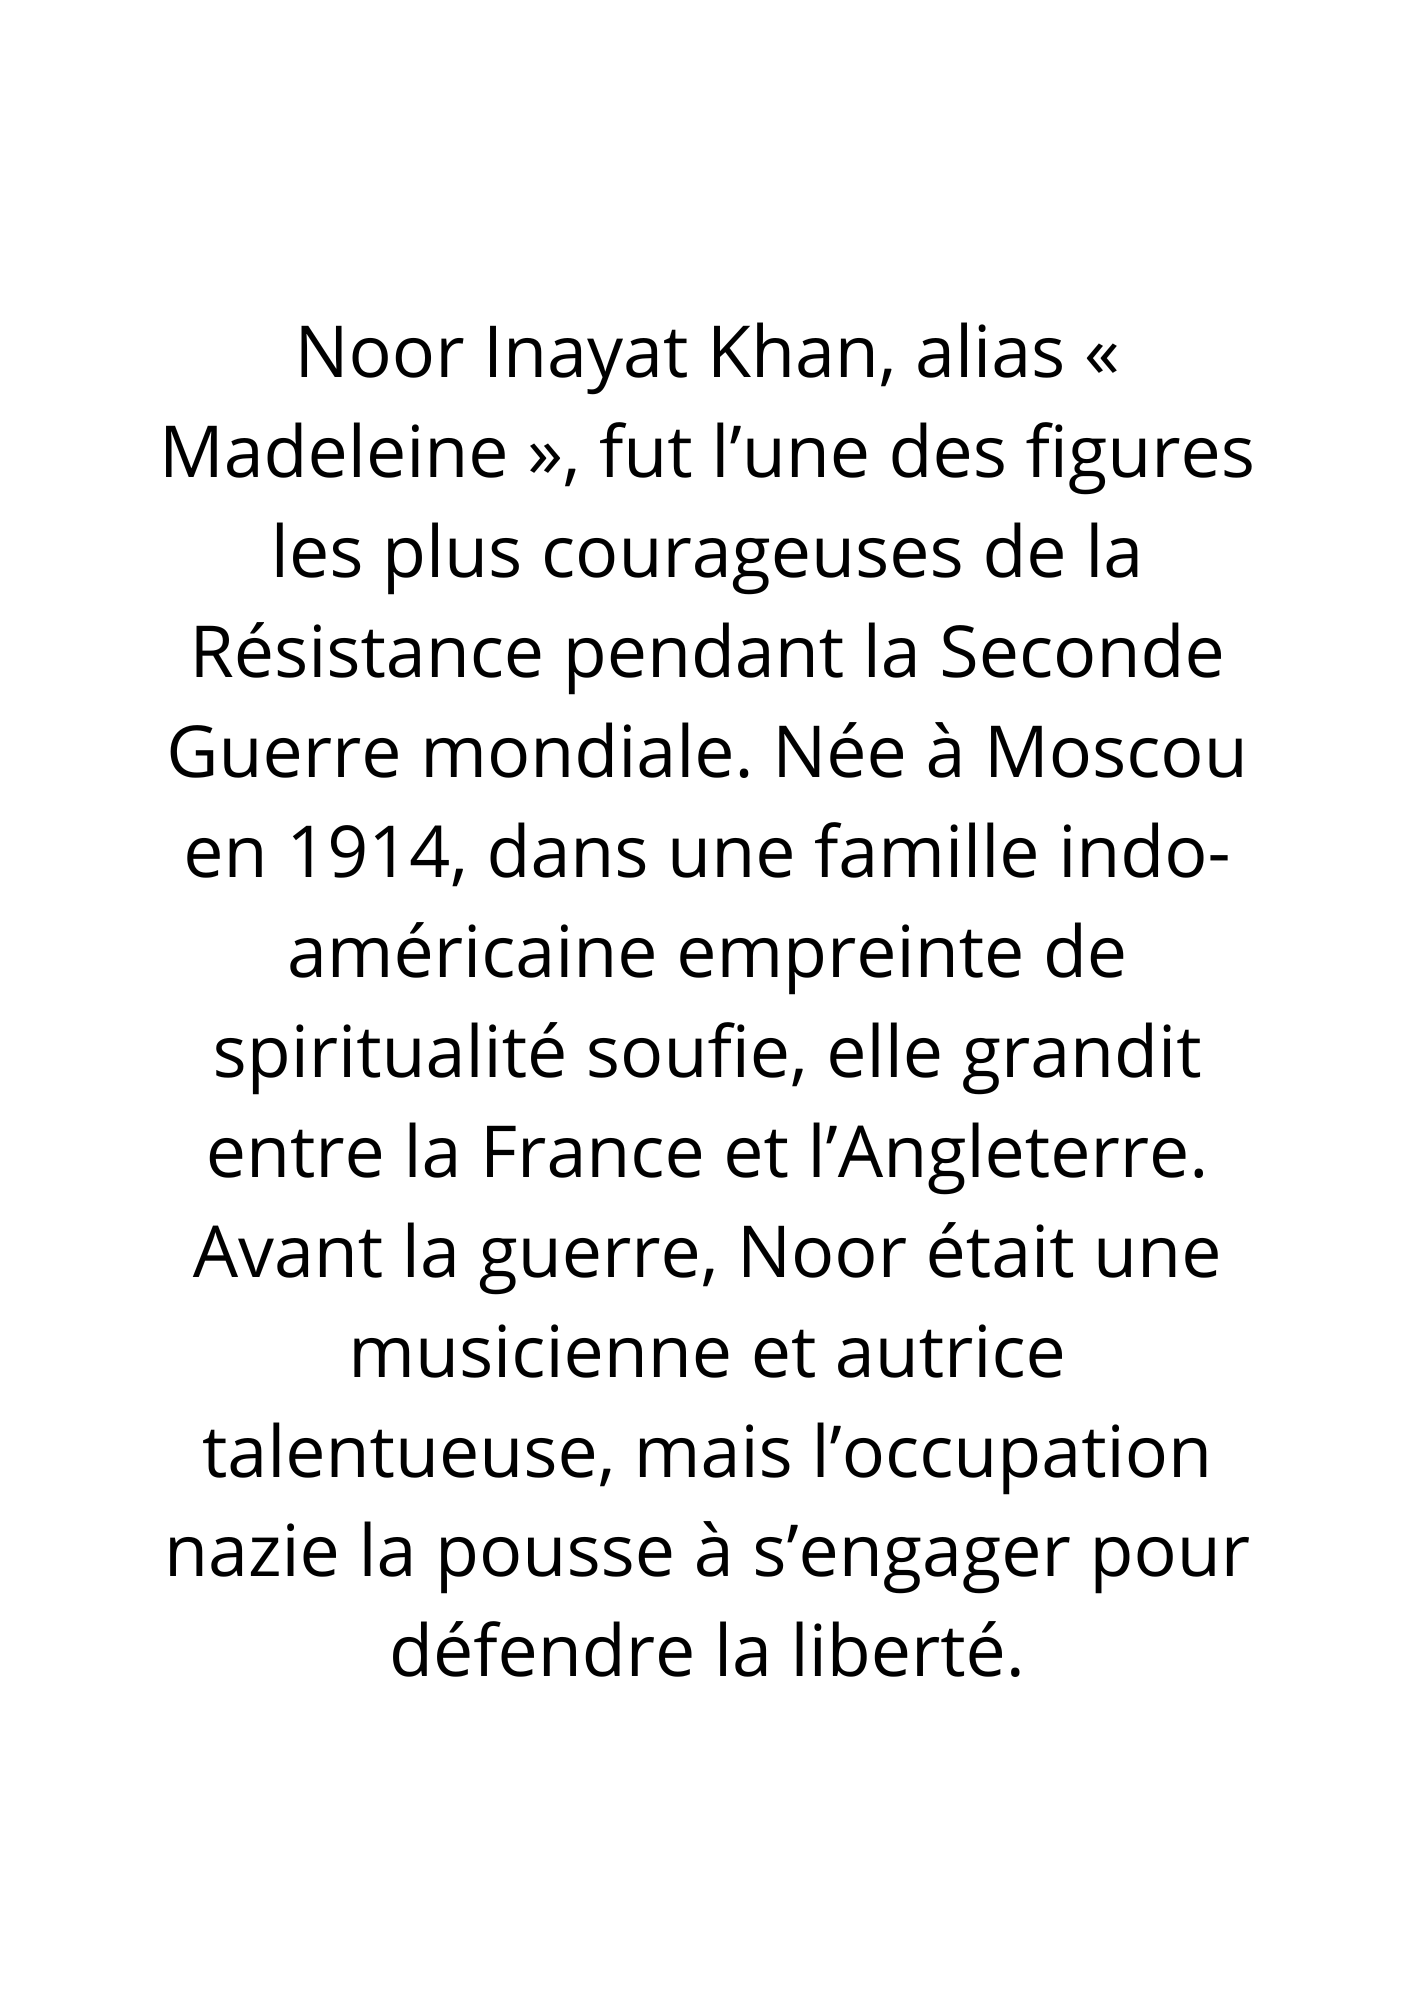 Noor Inayat Khan, alias «
Madeleine », fut l’une des figures
les plus courageuses de la
Résistance pendant la Seconde
Guerre mondiale. Née à Moscou
en 1914, dans une famille indo-
américaine empreinte de
spiritualité soufie, elle grandit
entre la France et l’Angleterre.
Avant la guerre, Noor était une
musicienne et autrice
talentueuse, mais l’occupation
nazie la pousse à s’engager pour
défendre la liberté.